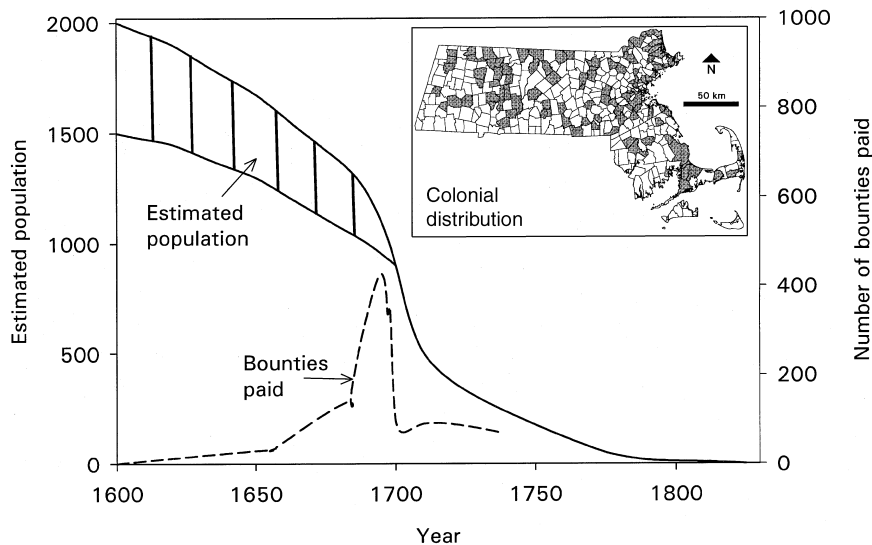 2000
1500
1000
500
0
Estimated population
1000
800
600
400
200
0
Number of bounties paid
N
50 km
Colonial
distribution
Estimated
population
Bounties
paid
1600
1650
1700
1750
1800
Year